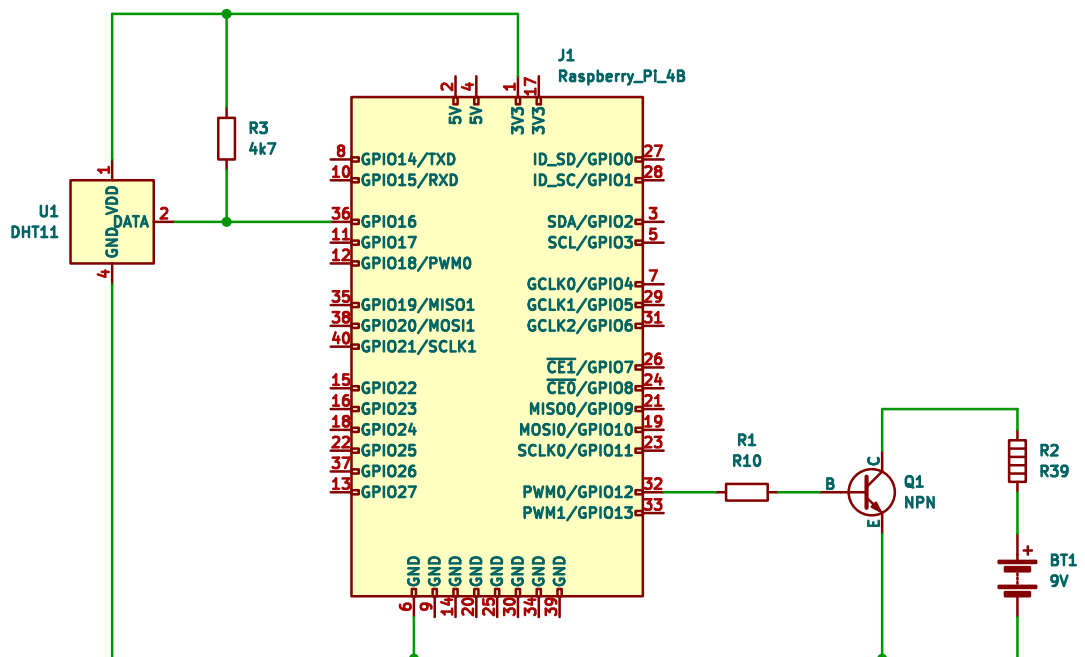 J1
Raspberry_Pi_4B
2
4
1
17
5V
5V
3V3
3V3
R3
4k7
8
GPIO14/TXD
ID_SD/GPIO0
27
10
GPIO15/RXD
ID_SC/GPIO1
28
1
U1
DHT11
VDD
DATA
GND
2
4
36
GPIO16
SDA/GPIO2
3
11
GPIO17
SCL/GPIO3
5
12
GPIO18/PWM0
GCLK0/GPIO4
7
35
GPIO19/MISO1
GCLK1/GPIO5
29
38
GPIO20/MOSI1
GCLK2/GPIO6
31
40
GPIO21/SCLK1
CE1/GPIO7
26
15
GPIO22
CE0/GPIO8
24
16
GPIO23
MISO0/GPIO9
21
18
GPIO24
MOSI0/GPIO10
19
22
GPIO25
SCLK0/GPIO11
23
37
GPIO26
13
GPIO27
PWM0/GPIO12
32
PWM1/GPIO13
33
R1
R10
B
C
E
Q1
NPN
R2
R39
+
BT1
9V
GND
GND
GND
GND
GND
GND
GND
GND
6
9
14
20
25
30
34
39